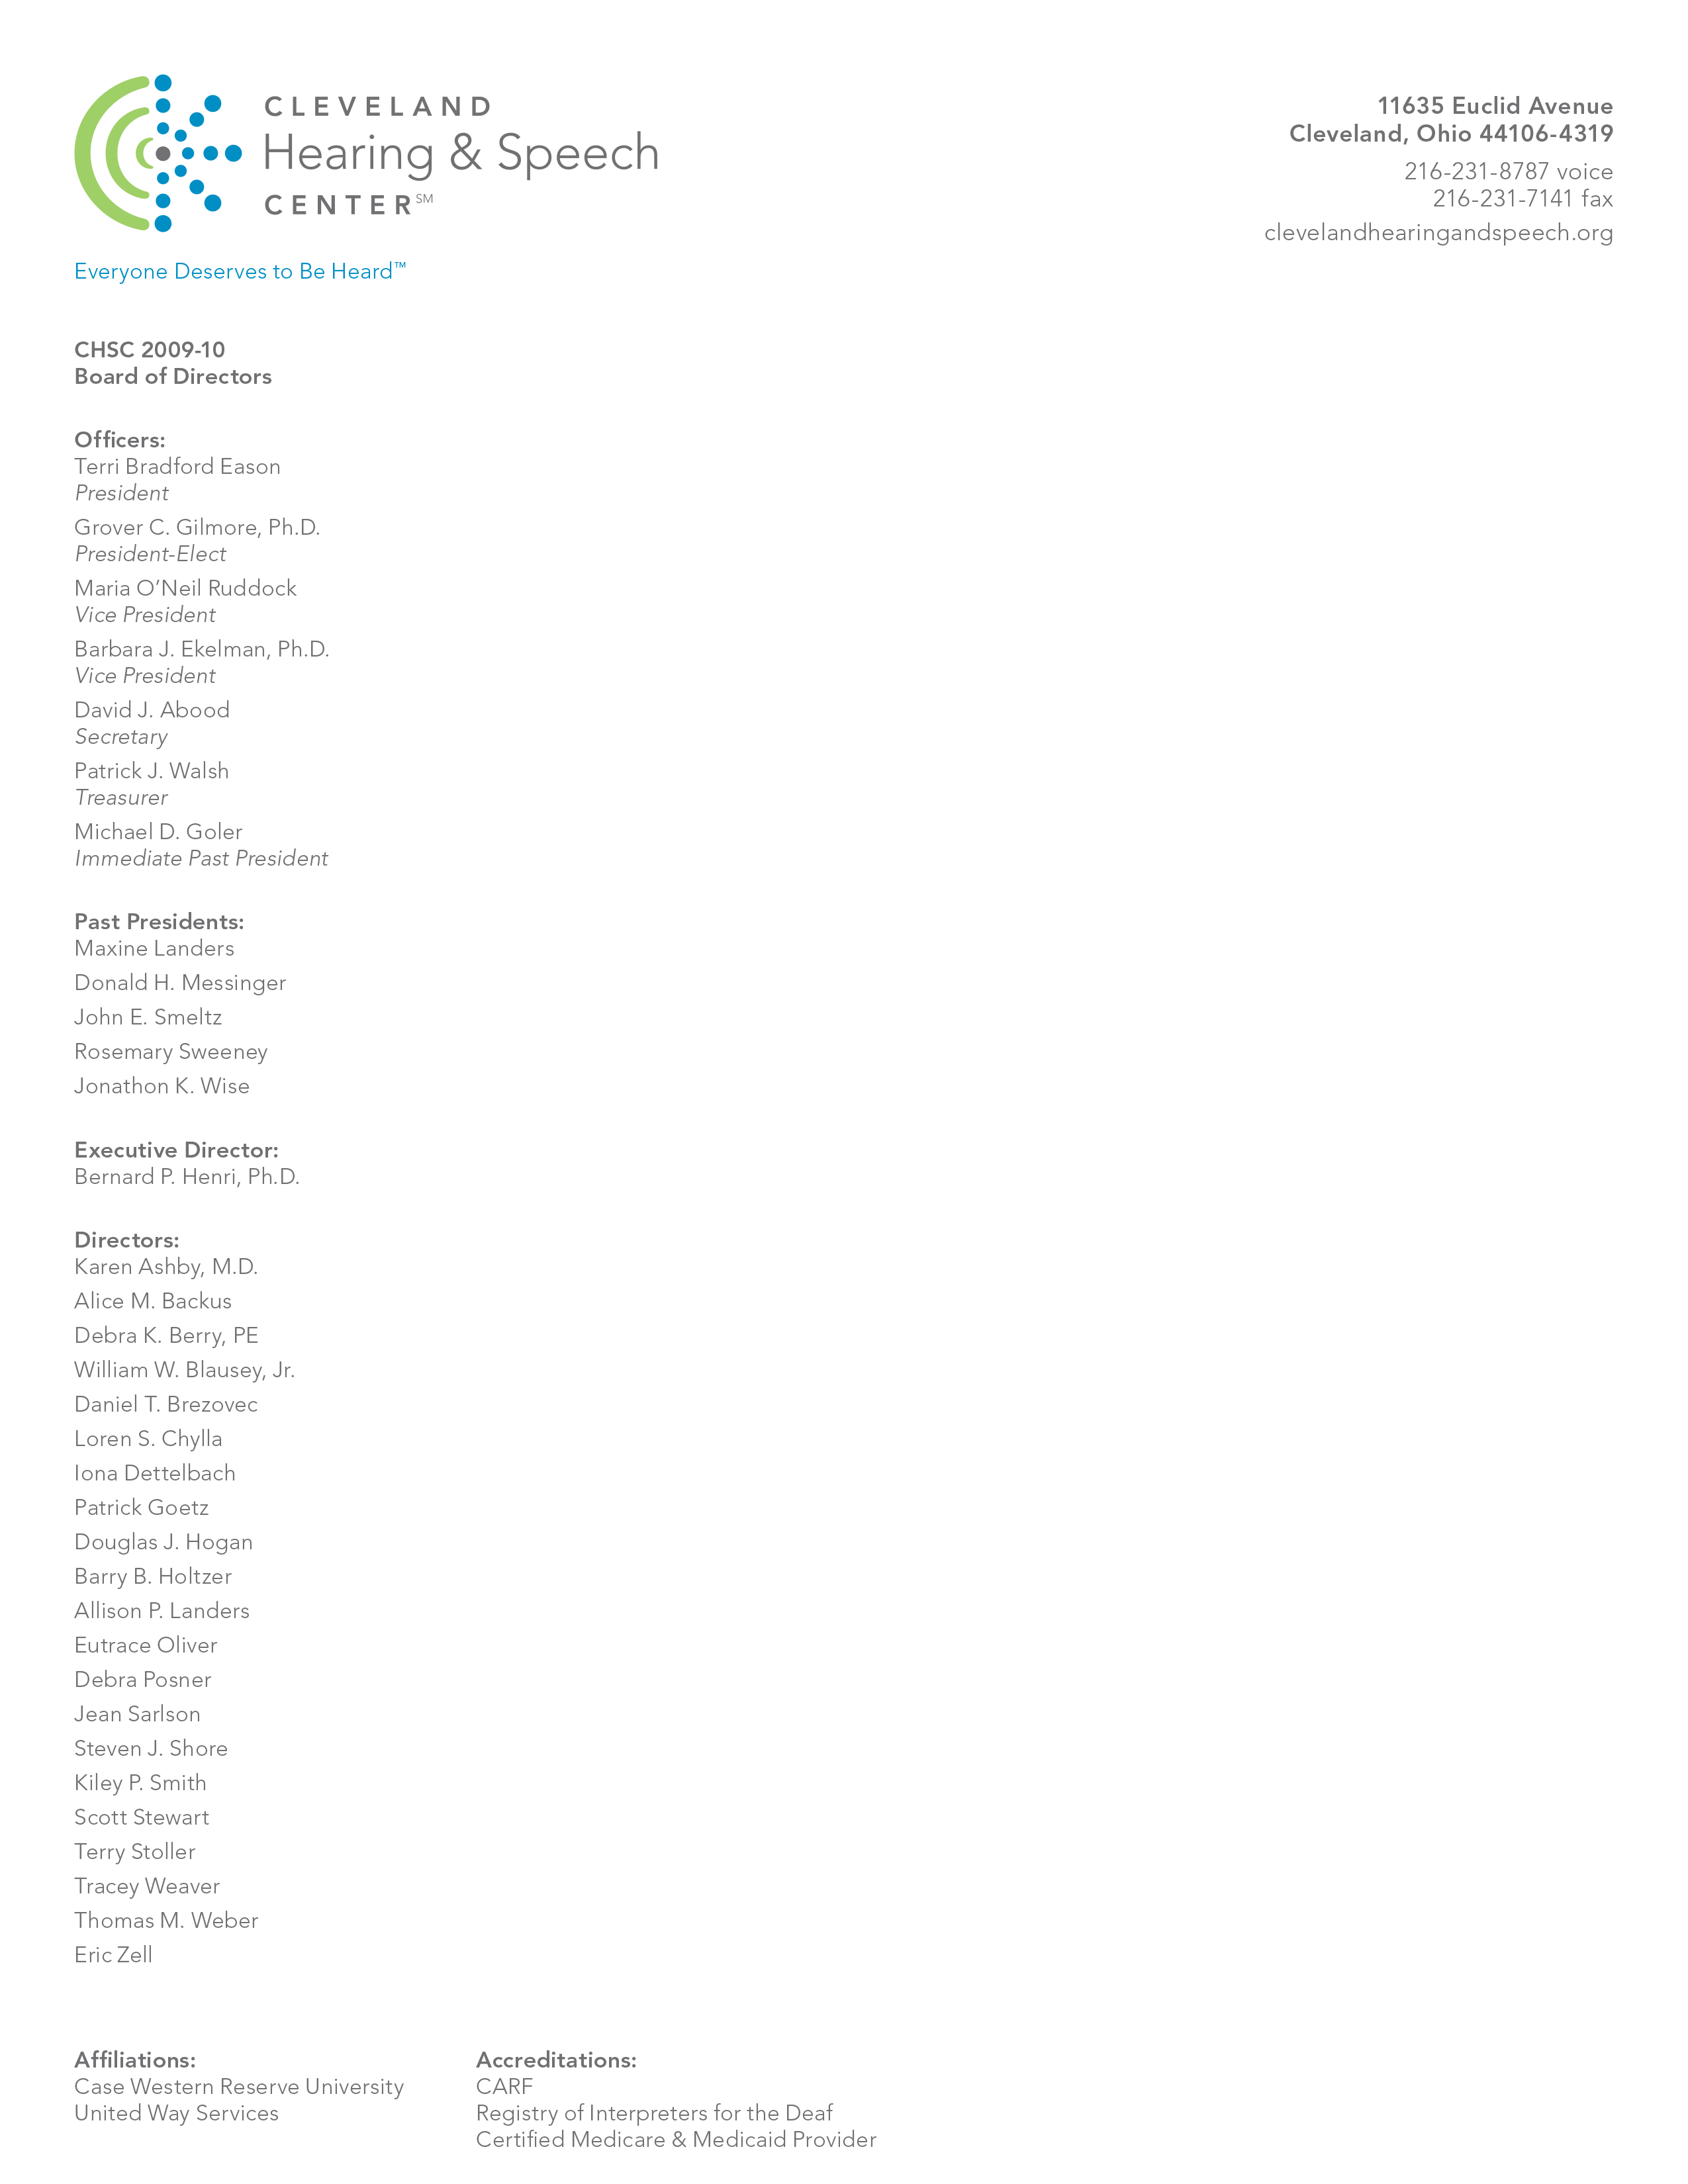 CLEVELAND
Hearing & Speech
CENTER℠
Everyone Deserves to Be Heard™
11635 Euclid Avenue
Cleveland, Ohio 44106-4319
216-231-8787 voice
216-231-7141 fax
clevelandhearingandspeech.org
CHSC 2009-10
Board of Directors
Officers:
Terri Bradford Eason
President
Grover C. Gilmore, Ph.D.
President-Elect
Maria O’Neil Ruddock
Vice President
Barbara J. Ekelman, Ph.D.
Vice President
David J. Abood
Secretary
Patrick J. Walsh
Treasurer
Michael D. Goler
Immediate Past President
Past Presidents:
Maxine Landers
Donald H. Messinger
John E. Smeltz
Rosemary Sweeney
Jonathon K. Wise
Executive Director:
Bernard P. Henri, Ph.D.
Directors:
Karen Ashby, M.D.
Alice M. Backus
Debra K. Berry, PE
William W. Blausey, Jr.
Daniel T. Brezovec
Loren S. Chylla
Iona Dettelbach
Patrick Goetz
Douglas J. Hogan
Barry B. Holtzer
Allison P. Landers
Eutrace Oliver
Debra Posner
Jean Sarlson
Steven J. Shore
Kiley P. Smith
Scott Stewart
Terry Stoller
Tracey Weaver
Thomas M. Weber
Eric Zell
Affiliations:
Case Western Reserve University
United Way Services
Accreditations:
CARF
Registry of Interpreters for the Deaf
Certified Medicare & Medicaid Provider